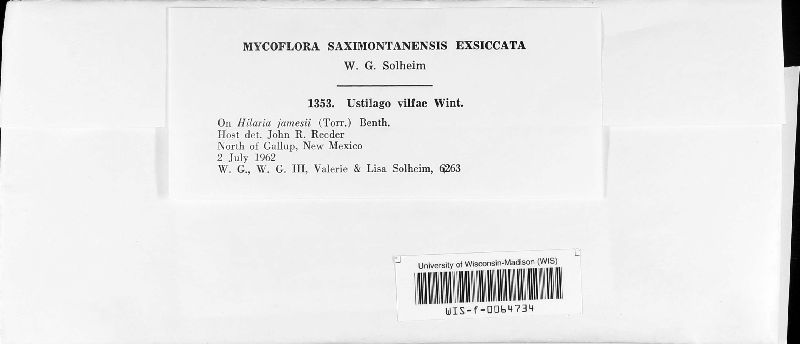 MYCOFLORA SAXIMONTANENSIS EXSICCATA
W. G. Solheim
1353. Ustilago vilfae Wint.
On Hilaria jamesii (Torr.) Benth.
Host det. John R. Reeder
North of Gallup, New Mexico
2 July 1962
W. G., W. G. III, Valerie & Lisa Solheim, 6263
University of Wisconsin-Madison (WIS)
WIS-f-0064734